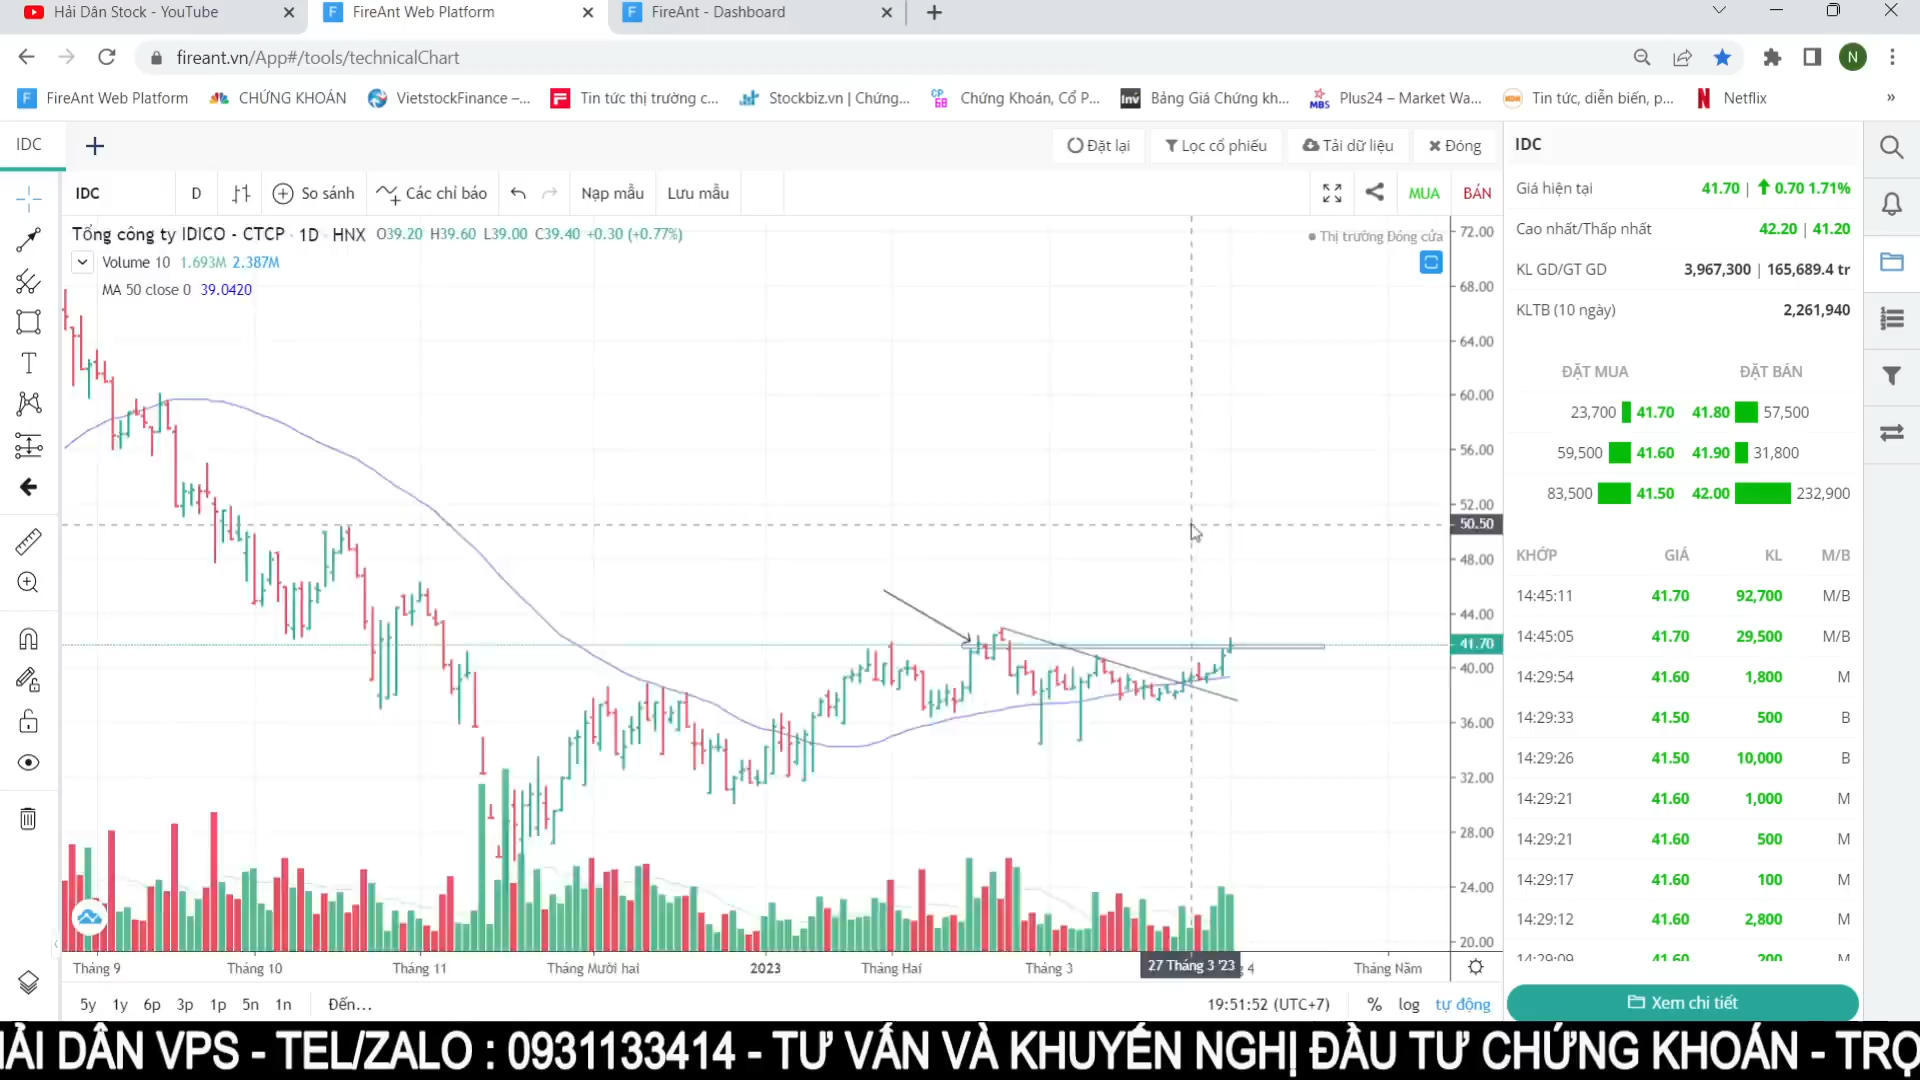 Hải Dân Stock - YouTube
FireAnt Web Platform
FireAnt - Dashboard
fireant.vn/App#/tools/technicalChart
N
FireAnt Web Platform
CHỨNG KHOÁN
VietstockFinance –...
Tin tức thị trường c...
Stockbiz.vn | Chứng...
Chứng Khoán, Cổ P...
Bảng Giá Chứng kh...
Plus24 – Market Wa...
Tin tức, diễn biến, p...
Netflix
»
IDC
Đặt lại
Lọc cổ phiếu
Tải dữ liệu
Đóng
IDC
D
So sánh
Các chỉ báo
Nạp mẫu
Lưu mẫu
MUA
BÁN
Tổng công ty IDICO - CTCP · 1D · HNX O39.20 H39.60 L39.00 C39.40 +0.30 (+0.77%)
Thị trường Đóng cửa
Volume 10 1.693M 2.387M
MA 50 close 0 39.0420
72.00
68.00
64.00
60.00
56.00
52.00
50.50
48.00
44.00
41.70
40.00
36.00
32.00
28.00
24.00
20.00
Tháng 9
Tháng 10
Tháng 11
Tháng Mười hai
2023
Tháng Hai
Tháng 3
27 Tháng 3 '23
4
Tháng Năm
5y 1y 6p 3p 1p 5n 1n Đến...
19:51:52 (UTC+7) % log tự động
IDC
Giá hiện tại 41.70 | 0.70 1.71%
Cao nhất/Thấp nhất 42.20 | 41.20
KL GD/GT GD 3,967,300 | 165,689.4 tr
KLTB (10 ngày) 2,261,940
ĐẶT MUA ĐẶT BÁN
23,700 41.70 41.80 57,500
59,500 41.60 41.90 31,800
83,500 41.50 42.00 232,900
KHỚP GIÁ KL M/B
14:45:11 41.70 92,700 M/B
14:45:05 41.70 29,500 M/B
14:29:54 41.60 1,800 M
14:29:33 41.50 500 B
14:29:26 41.50 10,000 B
14:29:21 41.60 1,000 M
14:29:21 41.60 500 M
14:29:17 41.60 100 M
14:29:12 41.60 2,800 M
14:29:09 41.60 200 M
Xem chi tiết
HẢI DÂN VPS - TEL/ZALO : 0931133414 - TƯ VẤN VÀ KHUYẾN NGHỊ ĐẦU TƯ CHỨNG KHOÁN - TRỌ